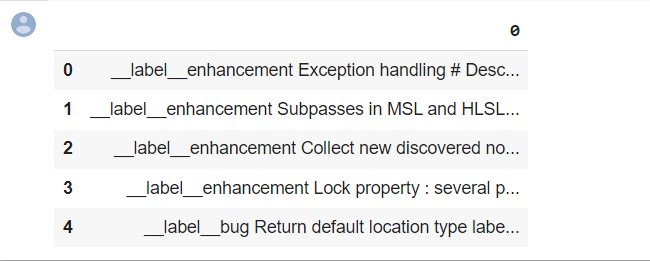 0
0 __label__enhancement Exception handling # Desc...
1 __label__enhancement Subpasses in MSL and HLSL...
2 __label__enhancement Collect new discovered no...
3 __label__enhancement Lock property : several p...
4 __label__bug Return default location type labe...